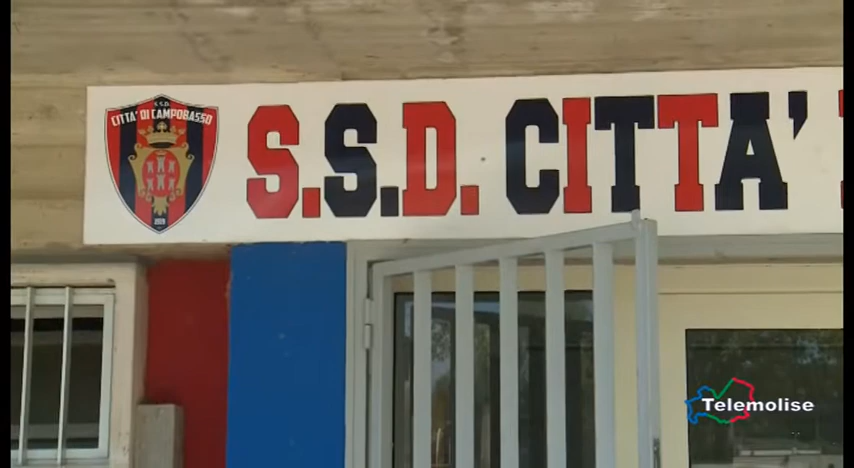 S.S.D.
CITTA' DI CAMPOBASSO
S.S.D. CITTA'
Telemolise